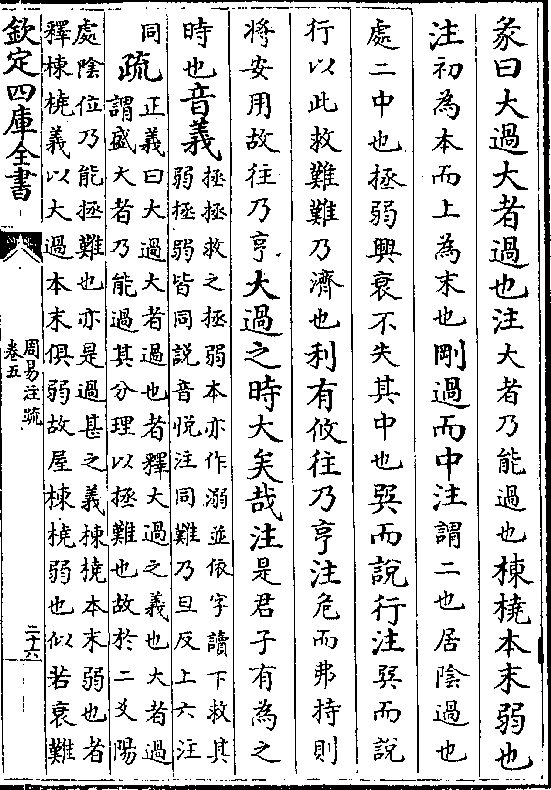 彖曰大過大者過也注大者乃能過也棟橈本末弱也
注初為本而上為末也剛過而中注謂二也居陰過也
處二中也拯弱興衰不失其中也巽而說行注巽而說
行以此救難難乃濟也利有攸往乃亨注危而弗持則
將安用故往乃亨大過之時大矣哉注是君子有為之
時也音義拯拯救之拯弱本亦作溺並依字讀下救其
弱拯弱皆同說音悅注同難乃旦反上六注
同疏正義曰大過大者過也者釋大過之義也大者過
謂盛大者乃能過其分理以拯難也故於二爻陽
處陰位乃能拯難也亦是過甚之義棟橈本末弱也者
釋棟橈義以大過本末俱弱故屋棟橈弱也似若衰難
欽定四庫全書
周易注疏
卷五
二十六